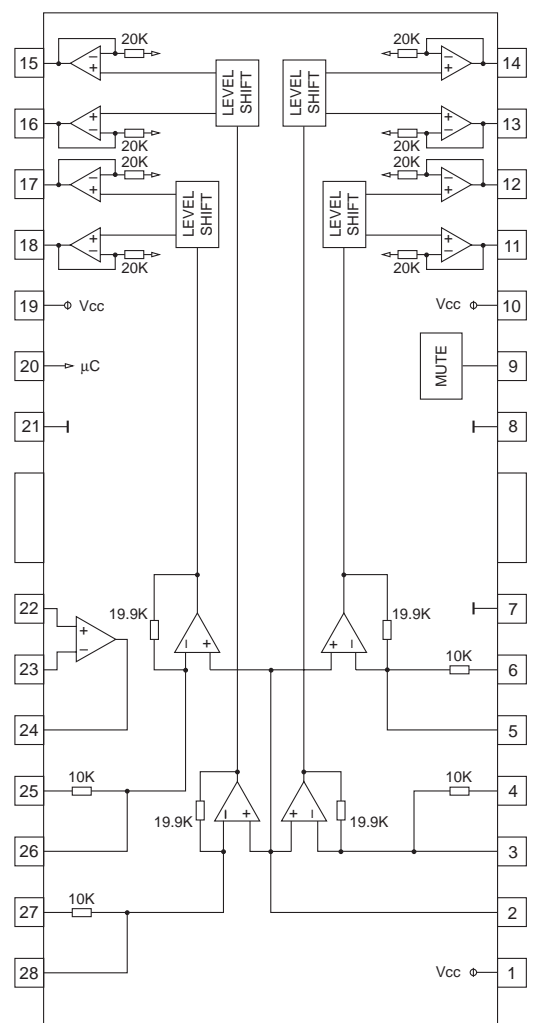 20K
20K
15
14
LEVEL
SHIFT
LEVEL
SHIFT
16
13
20K
20K
20K
20K
17
12
LEVEL
SHIFT
LEVEL
SHIFT
18
11
20K
20K
19
Vcc
Vcc
10
20
μC
MUTE
9
21
8
22
19.9K
19.9K
7
23
10K
6
24
5
25
10K
10K
4
19.9K
19.9K
26
3
27
10K
2
28
Vcc
1